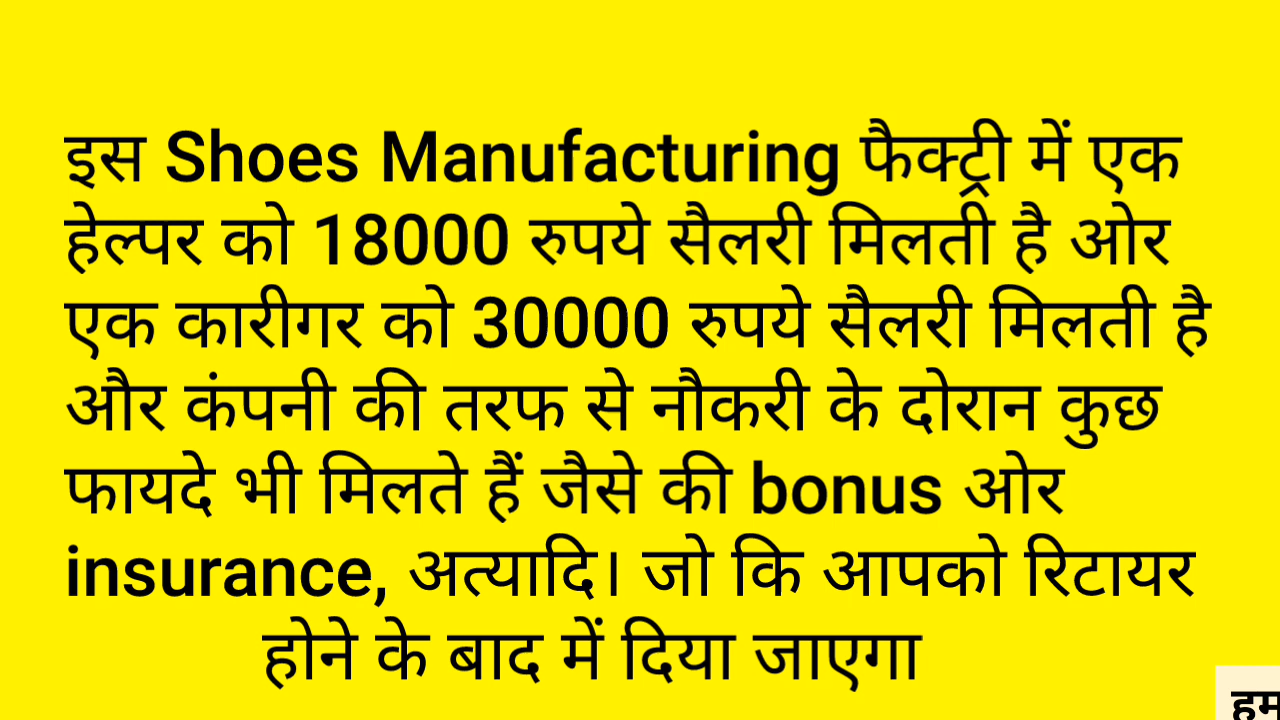 इस Shoes Manufacturing फैक्ट्री में एक
हेल्पर को 18000 रुपये सैलरी मिलती है ओर
एक कारीगर को 30000 रुपये सैलरी मिलती है
और कंपनी की तरफ से नौकरी के दोरान कुछ
फायदे भी मिलते हैं जैसे की bonus ओर
insurance, अत्यादि। जो कि आपको रिटायर
होने के बाद में दिया जाएगा
हम